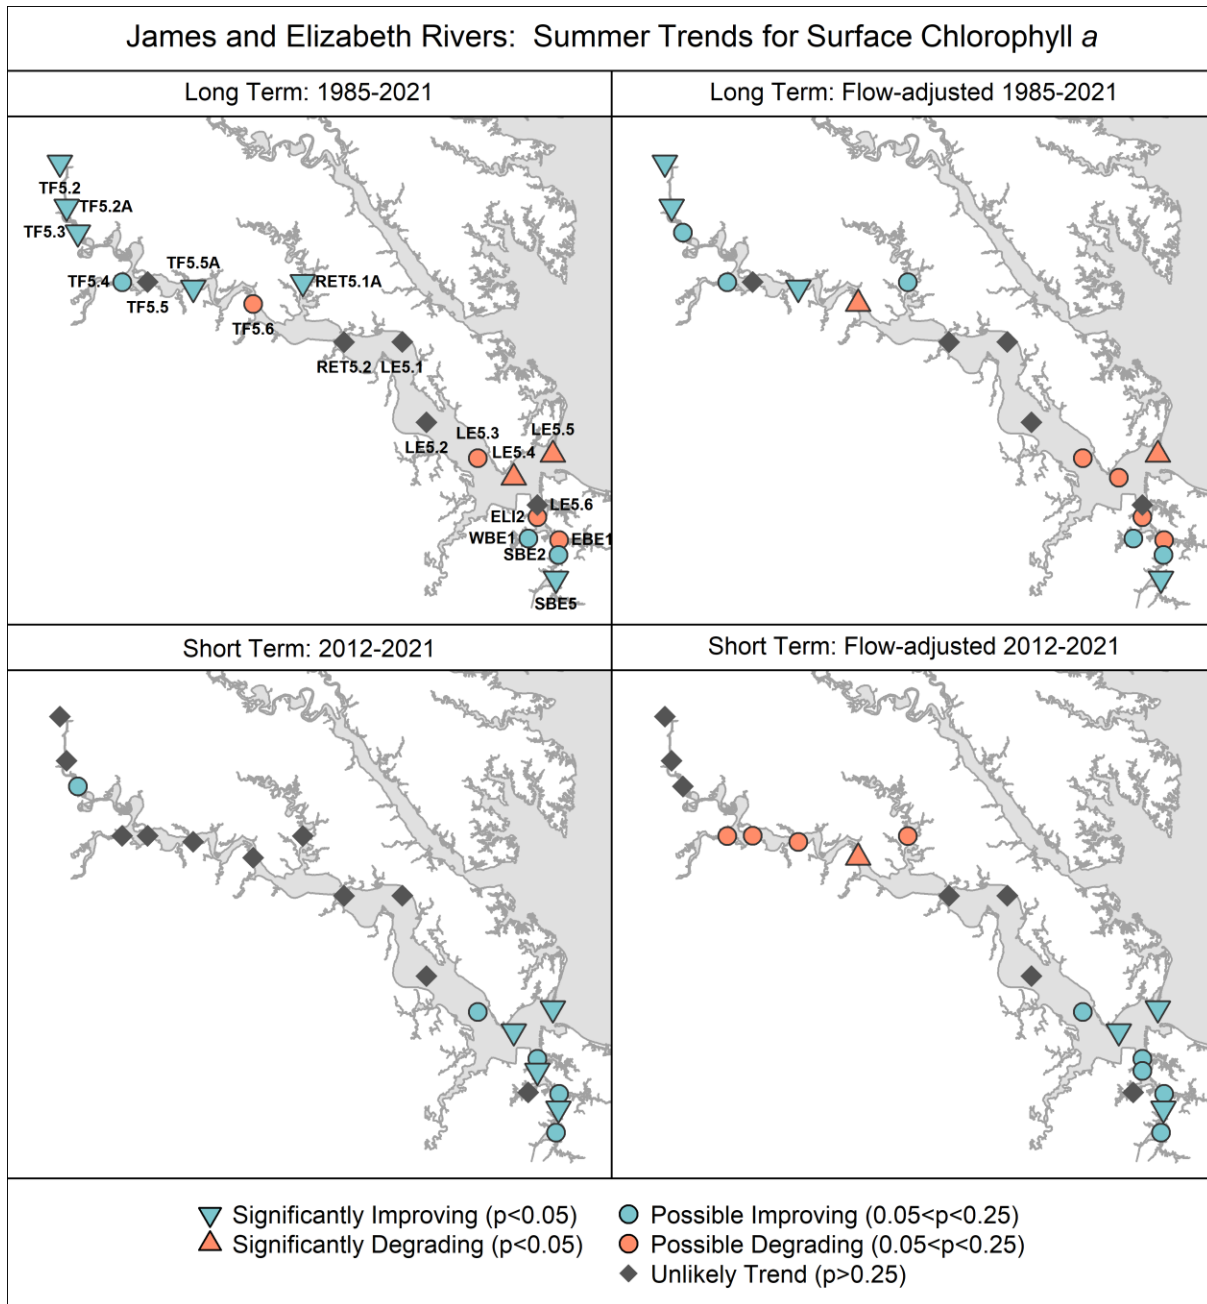 James and Elizabeth Rivers: Summer Trends for Surface Chlorophyll a
Long Term: 1985-2021
Long Term: Flow-adjusted 1985-2021
TF5.2
TF5.2A
TF5.3
TF5.4
TF5.5
TF5.5A
TF5.6
RET5.1A
RET5.2
LE5.1
LE5.2
LE5.3
LE5.4
LE5.5
LE5.6
ELI2
WBE1
EBE1
SBE2
SBE5
Short Term: 2012-2021
Short Term: Flow-adjusted 2012-2021
Significantly Improving (p<0.05)
Significantly Degrading (p<0.05)
Possible Improving (0.05<p<0.25)
Possible Degrading (0.05<p<0.25)
Unlikely Trend (p>0.25)